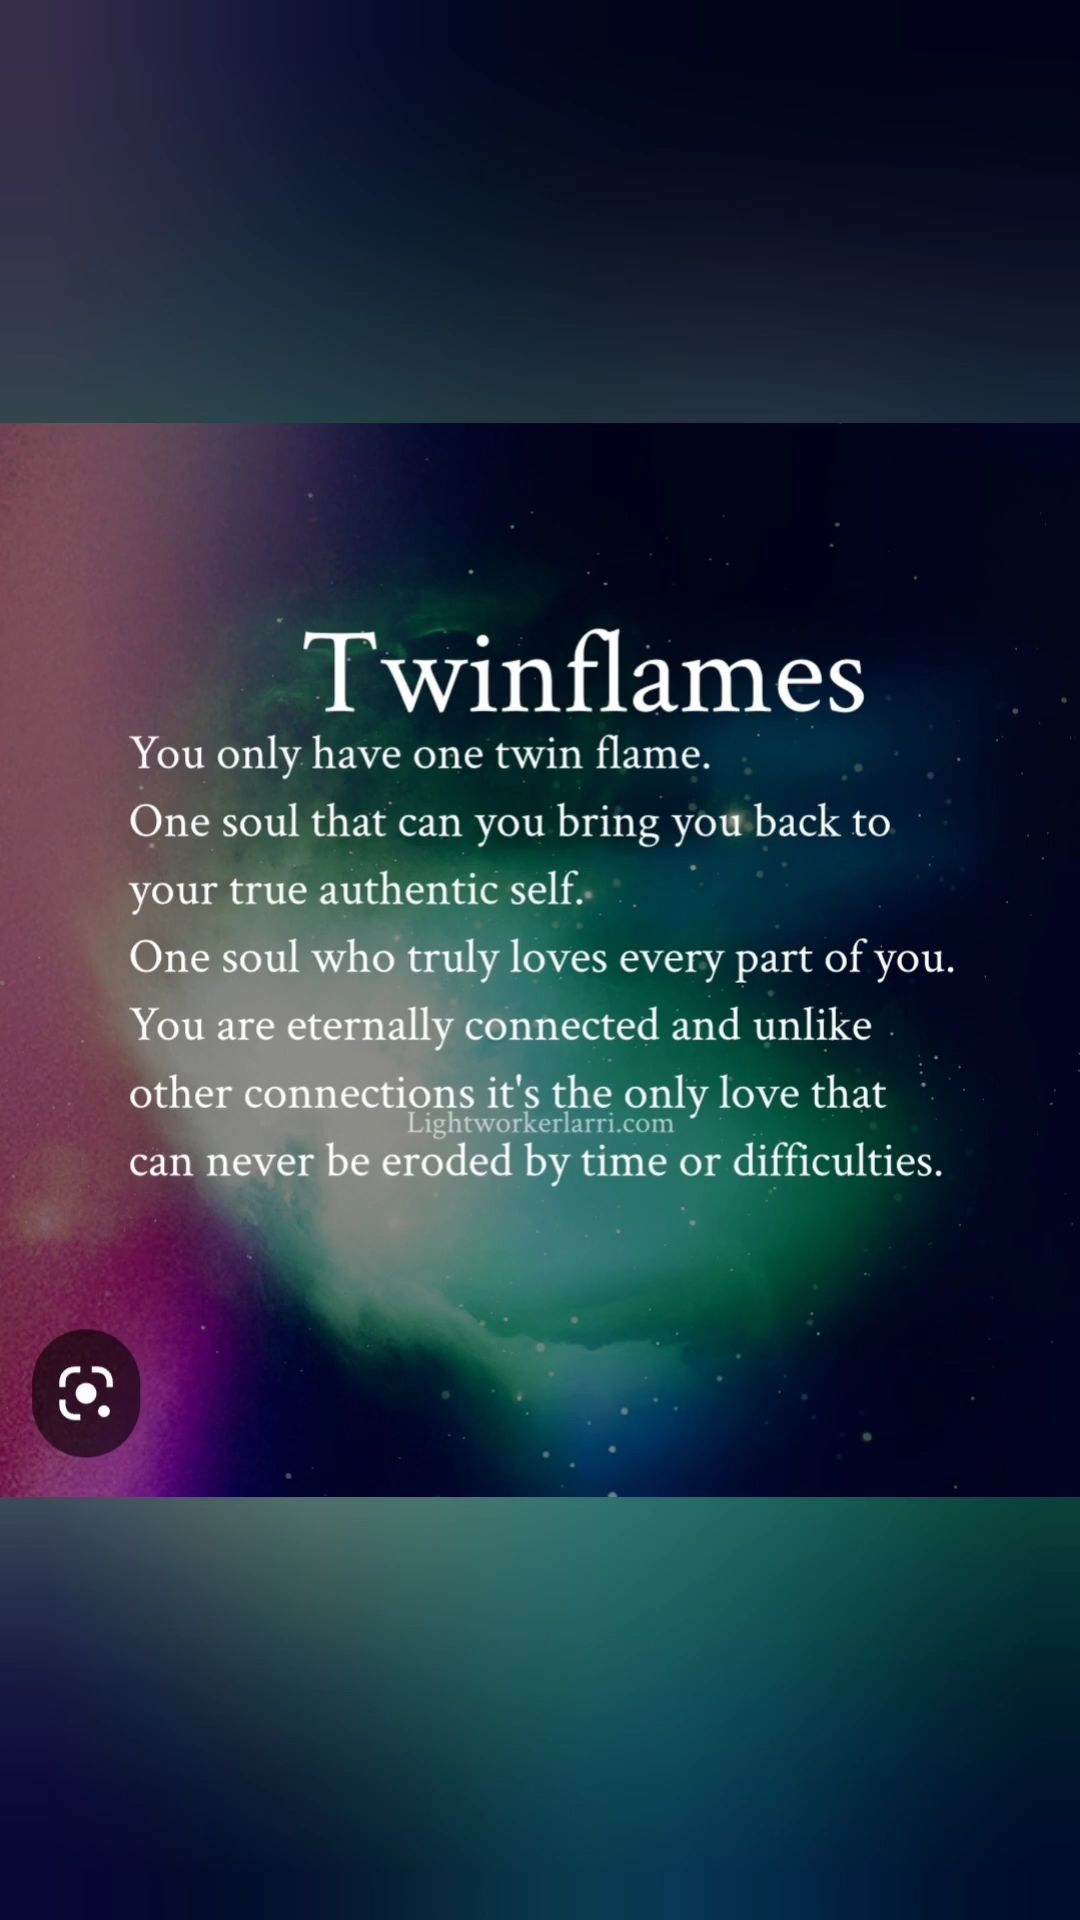 Twinflames
You only have one twin flame.
One soul that can you bring you back to
your true authentic self.
One soul who truly loves every part of you.
You are eternally connected and unlike
other connections it's the only love that
Lightworkerlarri.com
can never be eroded by time or difficulties.